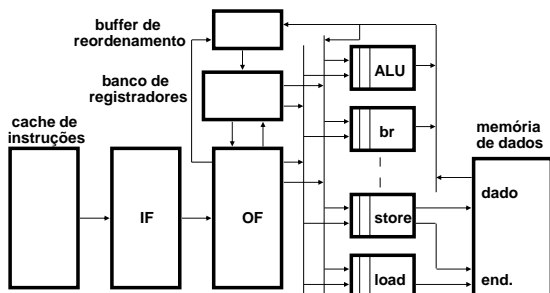 buffer de
reordenamento
banco de
registradores
cache de
instruções
IF
OF
ALU
br
store
load
memória
de dados
dado
end.